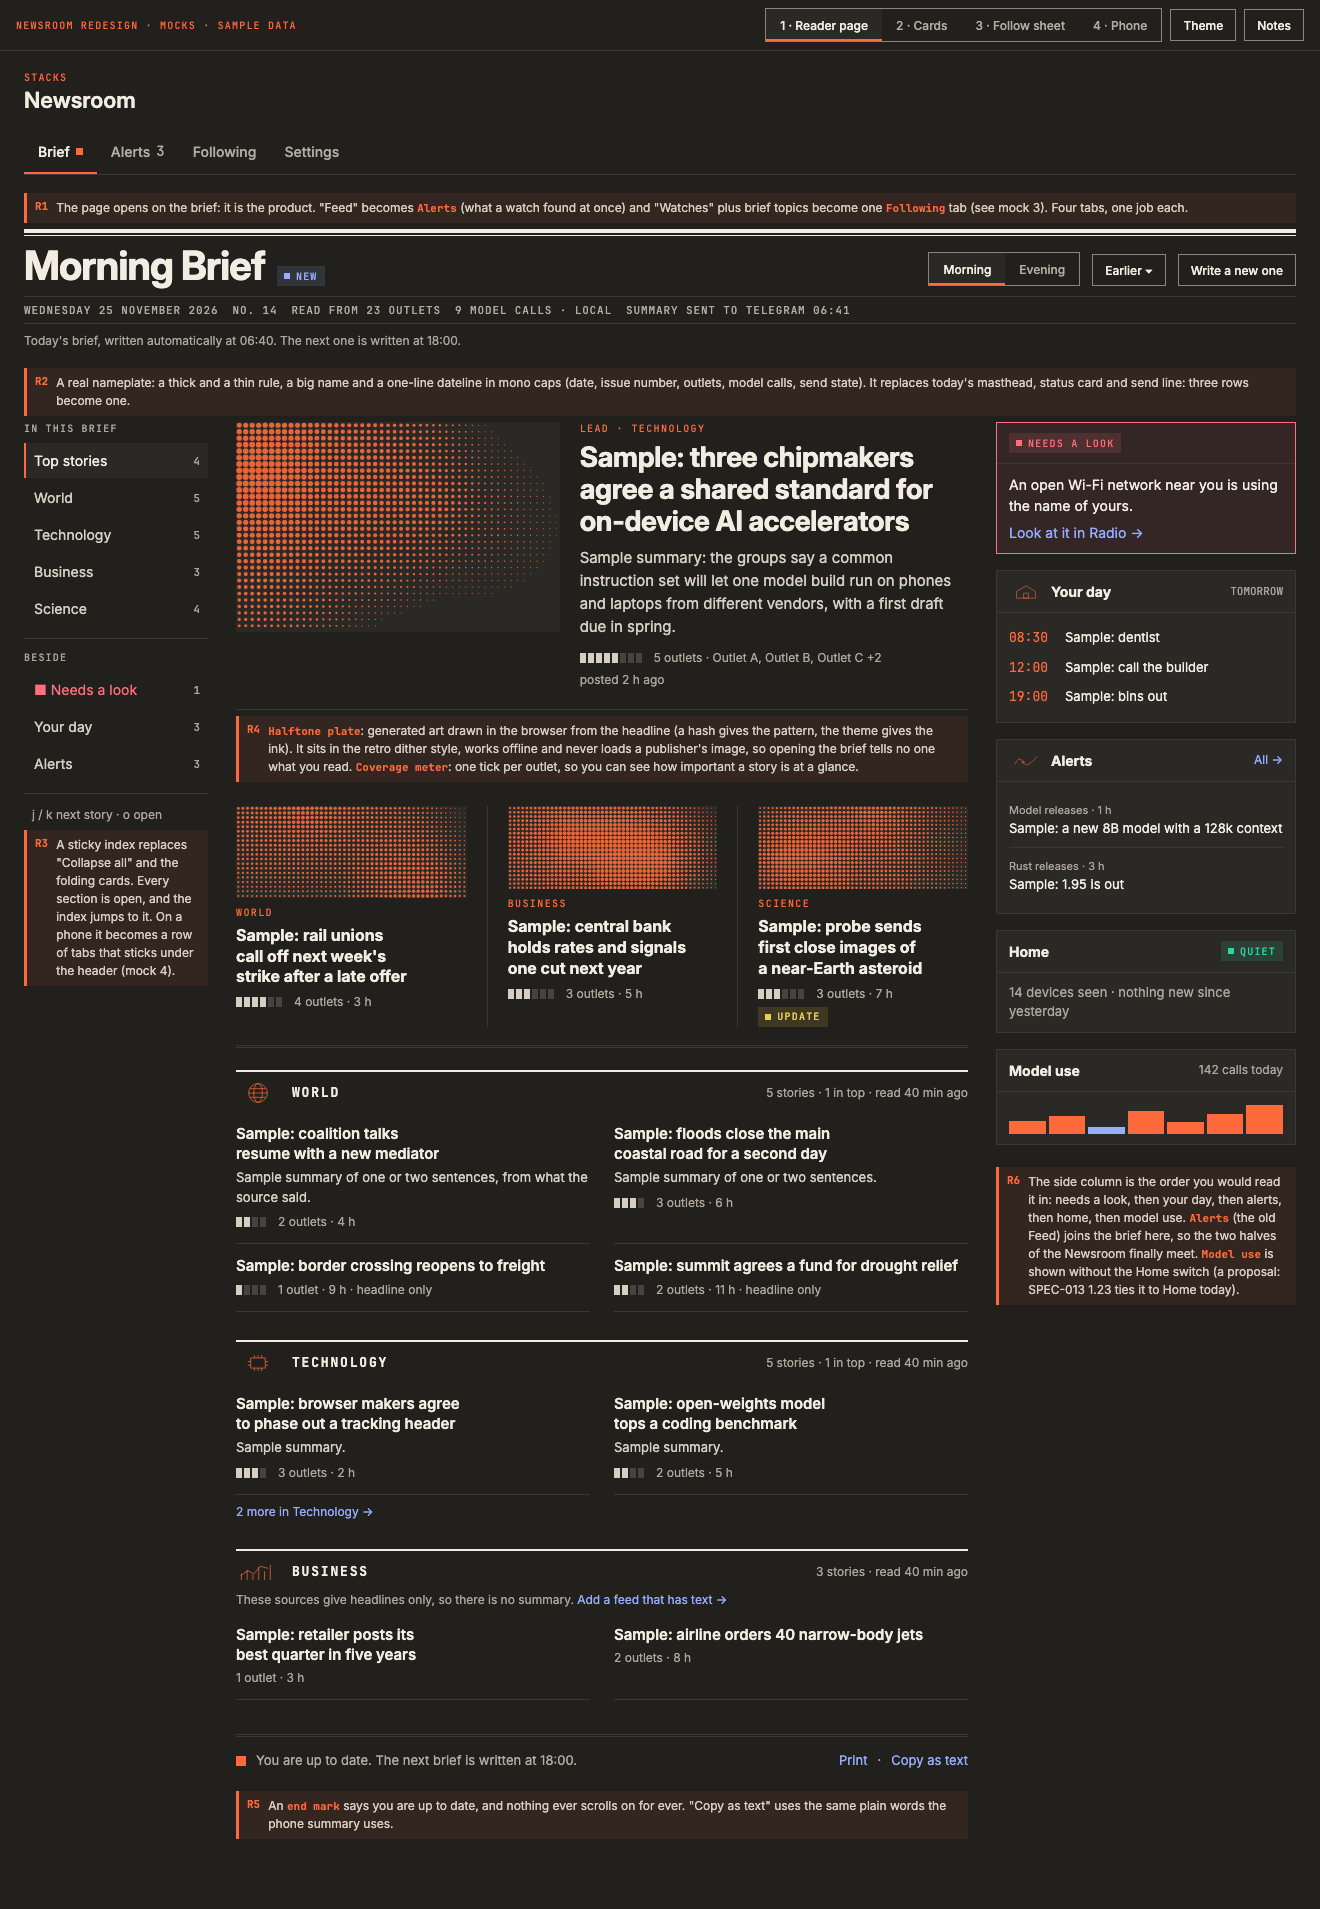 NEWSROOM REDESIGN · MOCKS · SAMPLE DATA
1 · Reader page
2 · Cards
3 · Follow sheet
4 · Phone
Theme
Notes
STACKS
Newsroom
Brief
Alerts 3
Following
Settings
R1 The page opens on the brief: it is the product. "Feed" becomes Alerts (what a watch found at once) and "Watches" plus brief topics become one Following tab (see mock 3). Four tabs, one job each.
Morning Brief
NEW
Morning
Evening
Earlier
Write a new one
WEDNESDAY 25 NOVEMBER 2026 NO. 14 READ FROM 23 OUTLETS 9 MODEL CALLS · LOCAL SUMMARY SENT TO TELEGRAM 06:41
Today's brief, written automatically at 06:40. The next one is written at 18:00.
R2 A real nameplate: a thick and a thin rule, a big name and a one-line dateline in mono caps (date, issue number, outlets, model calls, send state). It replaces today's masthead, status card and send line: three rows
become one.
IN THIS BRIEF
Top stories 4
World 5
Technology 5
Business 3
Science 4
BESIDE
Needs a look 1
Your day 3
Alerts 3
j / k next story · o open
R3 A sticky index replaces
"Collapse all" and the
folding cards. Every
section is open, and the
index jumps to it. On a
phone it becomes a row
of tabs that sticks under
the header (mock 4).
LEAD · TECHNOLOGY
Sample: three chipmakers
agree a shared standard for
on-device AI accelerators
Sample summary: the groups say a common
instruction set will let one model build run on phones
and laptops from different vendors, with a first draft
due in spring.
5 outlets · Outlet A, Outlet B, Outlet C +2
posted 2 h ago
R4 Halftone plate: generated art drawn in the browser from the headline (a hash gives the pattern, the theme gives the
ink). It sits in the retro dither style, works offline and never loads a publisher's image, so opening the brief tells no one
what you read. Coverage meter: one tick per outlet, so you can see how important a story is at a glance.
WORLD
Sample: rail unions
call off next week's
strike after a late offer
4 outlets · 3 h
BUSINESS
Sample: central bank
holds rates and signals
one cut next year
3 outlets · 5 h
SCIENCE
Sample: probe sends
first close images of
a near-Earth asteroid
3 outlets · 7 h
UPDATE
WORLD
5 stories · 1 in top · read 40 min ago
Sample: coalition talks
resume with a new mediator
Sample summary of one or two sentences, from what the
source said.
2 outlets · 4 h
Sample: floods close the main
coastal road for a second day
Sample summary of one or two sentences.
3 outlets · 6 h
Sample: border crossing reopens to freight
1 outlet · 9 h · headline only
Sample: summit agrees a fund for drought relief
2 outlets · 11 h · headline only
TECHNOLOGY
5 stories · 1 in top · read 40 min ago
Sample: browser makers agree
to phase out a tracking header
Sample summary.
3 outlets · 2 h
Sample: open-weights model
tops a coding benchmark
Sample summary.
2 outlets · 5 h
2 more in Technology →
BUSINESS
3 stories · read 40 min ago
These sources give headlines only, so there is no summary. Add a feed that has text →
Sample: retailer posts its
best quarter in five years
1 outlet · 3 h
Sample: airline orders 40 narrow-body jets
2 outlets · 8 h
You are up to date. The next brief is written at 18:00.
Print · Copy as text
R5 An end mark says you are up to date, and nothing ever scrolls on for ever. "Copy as text" uses the same plain words the
phone summary uses.
NEEDS A LOOK
An open Wi-Fi network near you is using
the name of yours.
Look at it in Radio →
Your day
TOMORROW
08:30 Sample: dentist
12:00 Sample: call the builder
19:00 Sample: bins out
Alerts
All →
Model releases · 1 h
Sample: a new 8B model with a 128k context
Rust releases · 3 h
Sample: 1.95 is out
Home
QUIET
14 devices seen · nothing new since
yesterday
Model use
142 calls today
R6 The side column is the order you would read
it in: needs a look, then your day, then alerts,
then home, then model use. Alerts (the old
Feed) joins the brief here, so the two halves
of the Newsroom finally meet. Model use is
shown without the Home switch (a proposal:
SPEC-013 1.23 ties it to Home today).